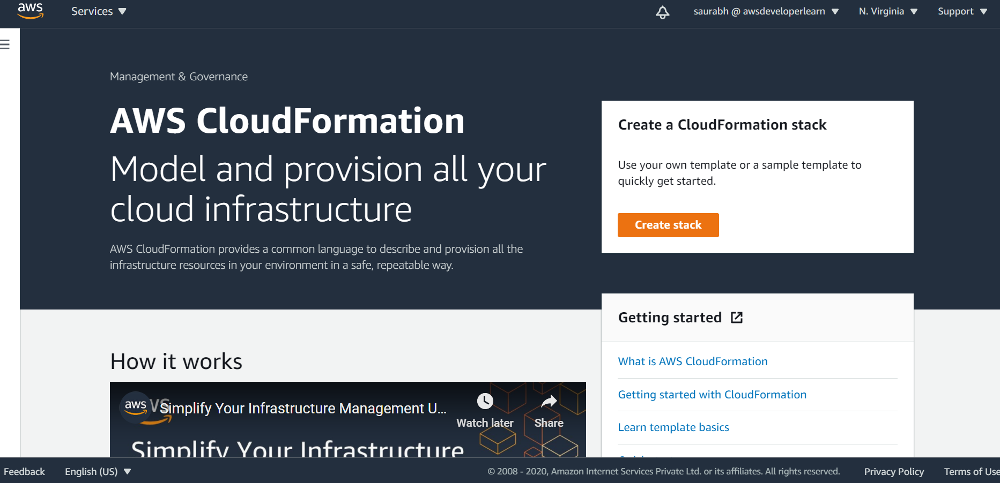 aws
Services
saurabh @ awsdeveloperlearn
N. Virginia
Support
Management & Governance
AWS CloudFormation
Model and provision all your
cloud infrastructure
AWS CloudFormation provides a common language to describe and provision all the
infrastructure resources in your environment in a safe, repeatable way.
Create a CloudFormation stack
Use your own template or a sample template to
quickly get started.
Create stack
Getting started
What is AWS CloudFormation
Getting started with CloudFormation
Learn template basics
How it works
aws
Simplify Your Infrastructure Management U...
Watch later
Share
Simplify Your Infrastructure
Feedback
English (US)
© 2008 - 2020, Amazon Internet Services Private Ltd. or its affiliates. All rights reserved.
Privacy Policy
Terms of Use